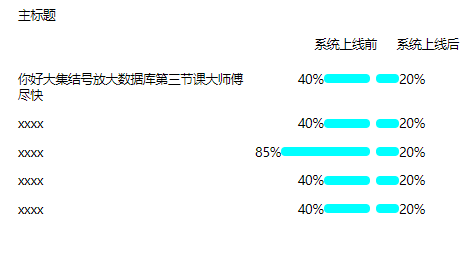 主标题
系统上线前 系统上线后
你好大集结号放大数据库第三节课大师傅 40% 20%
尽快
xxxx 40% 20%
xxxx 85% 20%
xxxx 40% 20%
xxxx 40% 20%